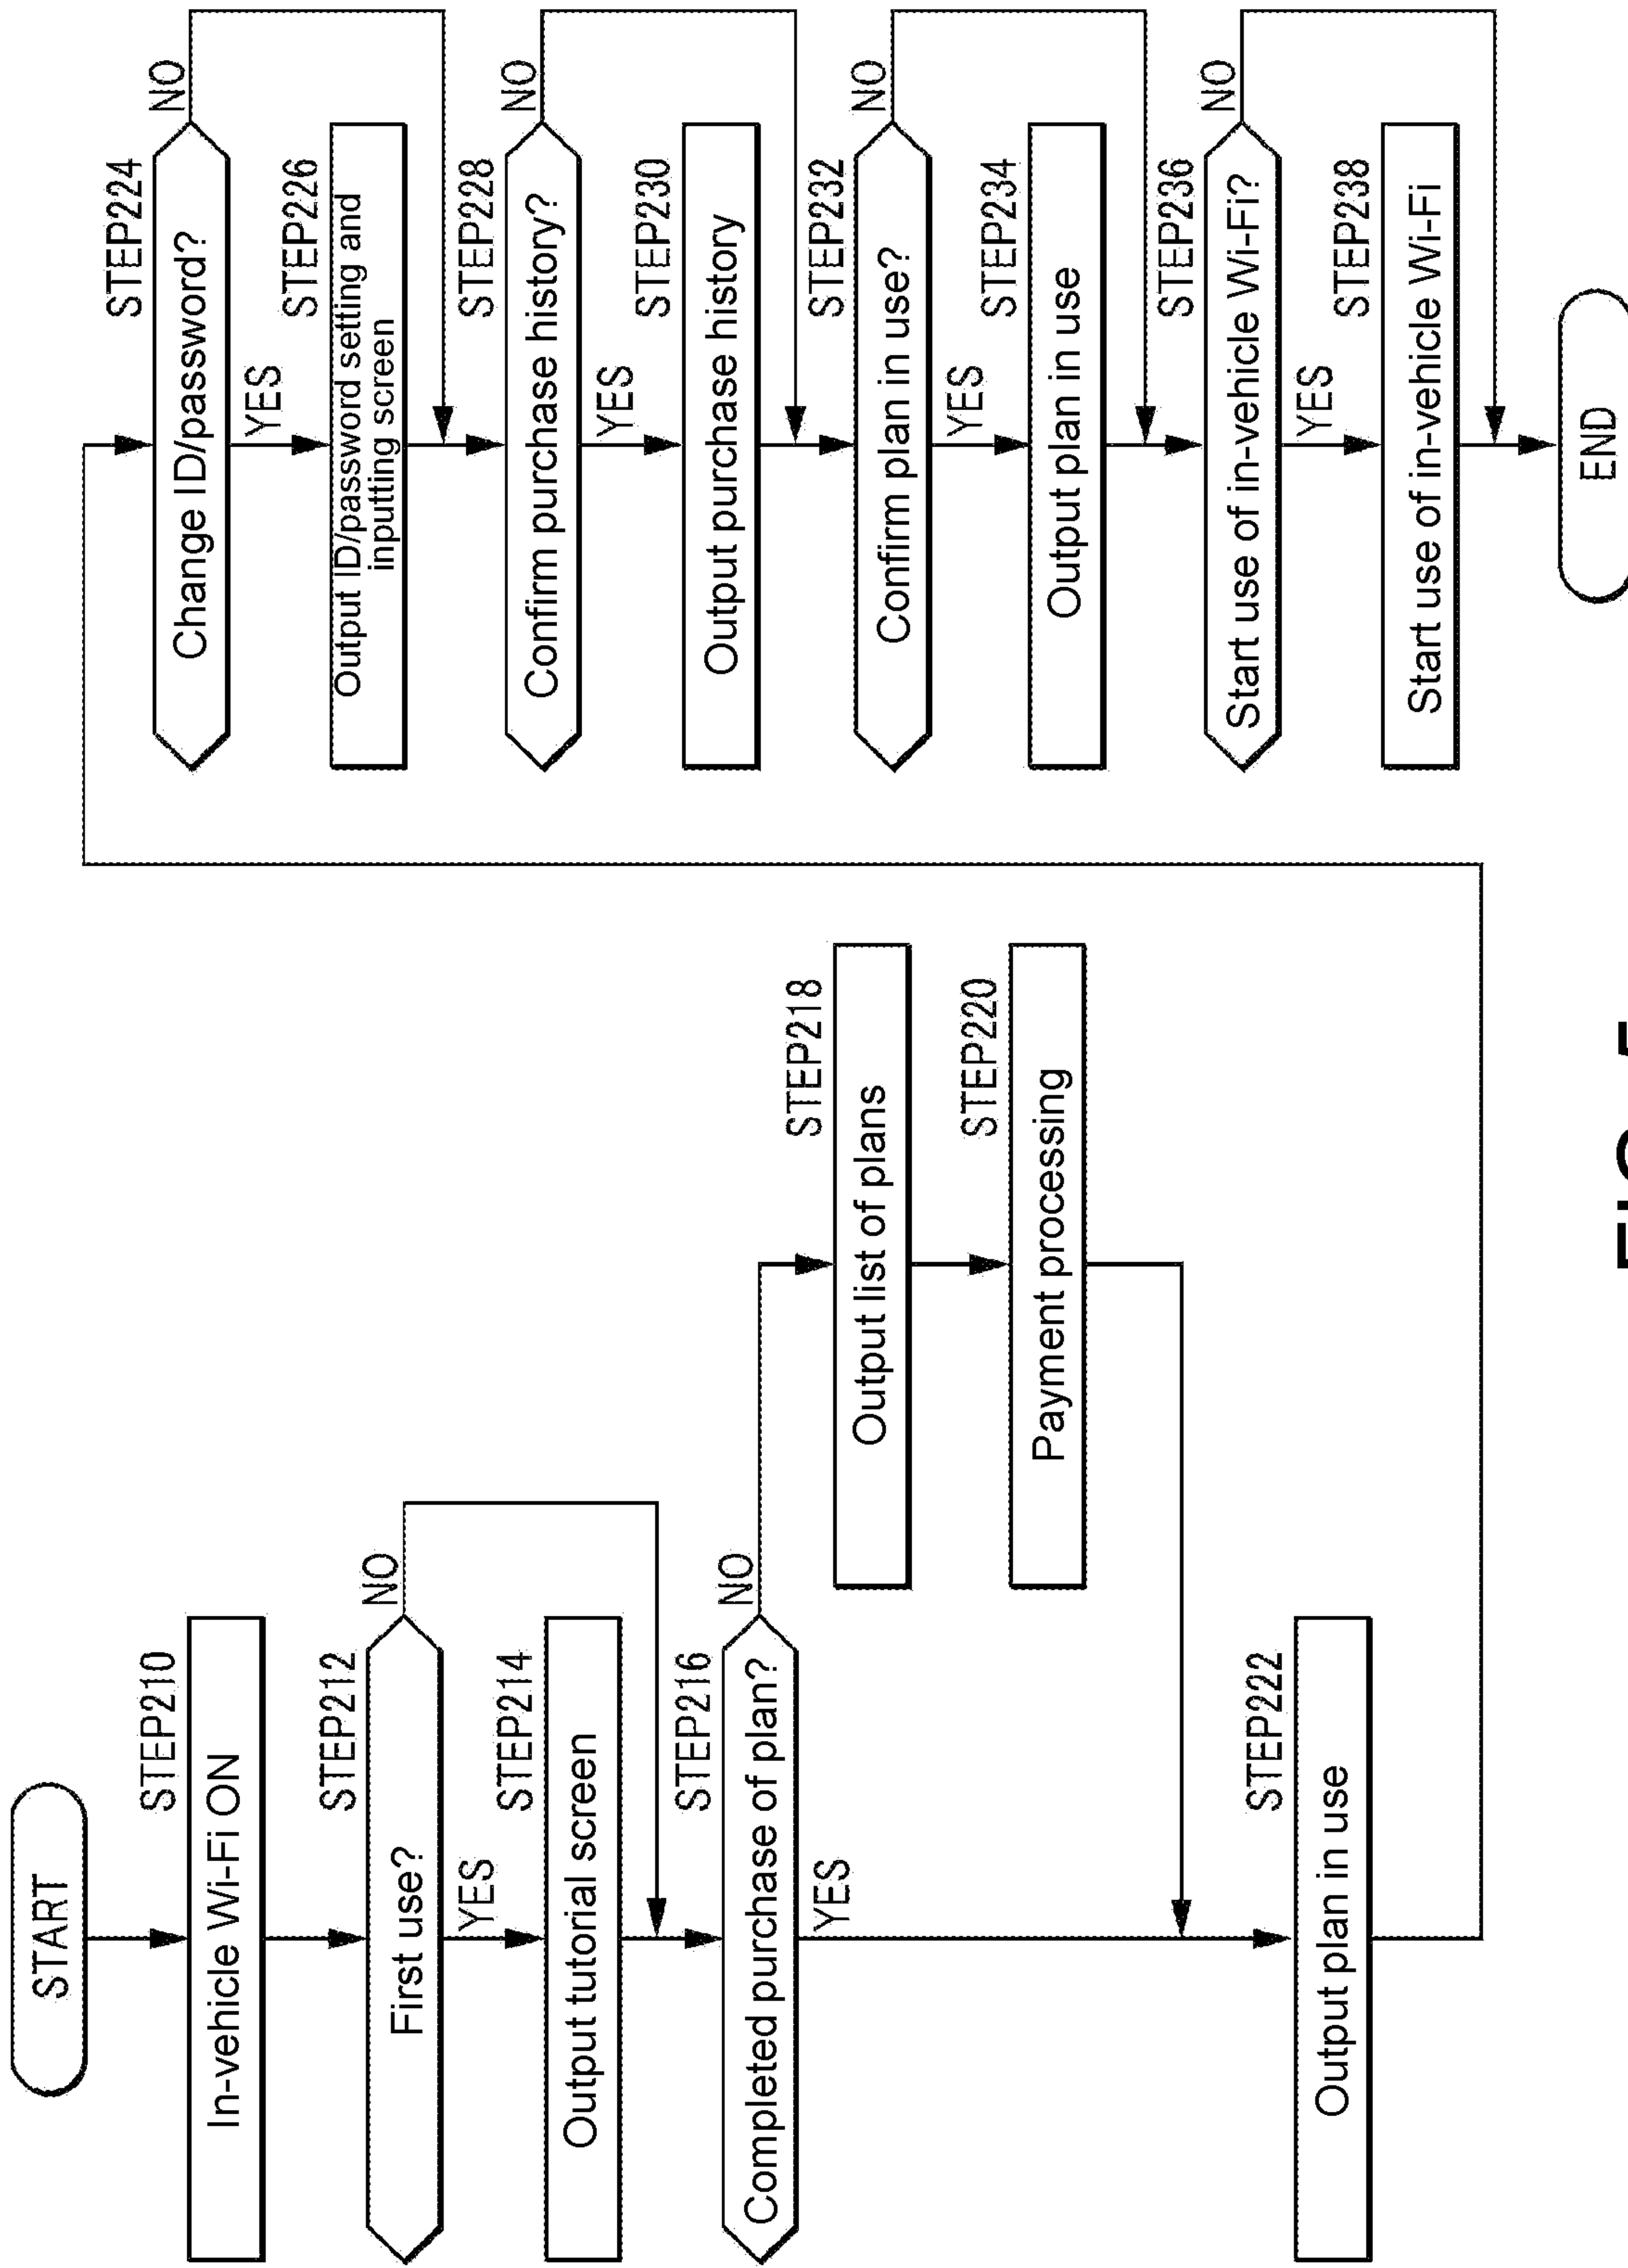 START
STEP210
In-vehicle Wi-Fi ON
STEP212
First use?
NO
YES
STEP214
Output tutorial screen
STEP216
Completed purchase of plan?
NO
YES
STEP218
Output list of plans
STEP220
Payment processing
STEP222
Output plan in use
STEP224
Change ID/password?
NO
YES
STEP226
Output ID/password setting and
inputting screen
STEP228
Confirm purchase history?
NO
YES
STEP230
Output purchase history
STEP232
Confirm plan in use?
NO
YES
STEP234
Output plan in use
STEP236
Start use of in-vehicle Wi-Fi?
NO
YES
STEP238
Start use of in-vehicle Wi-Fi
END